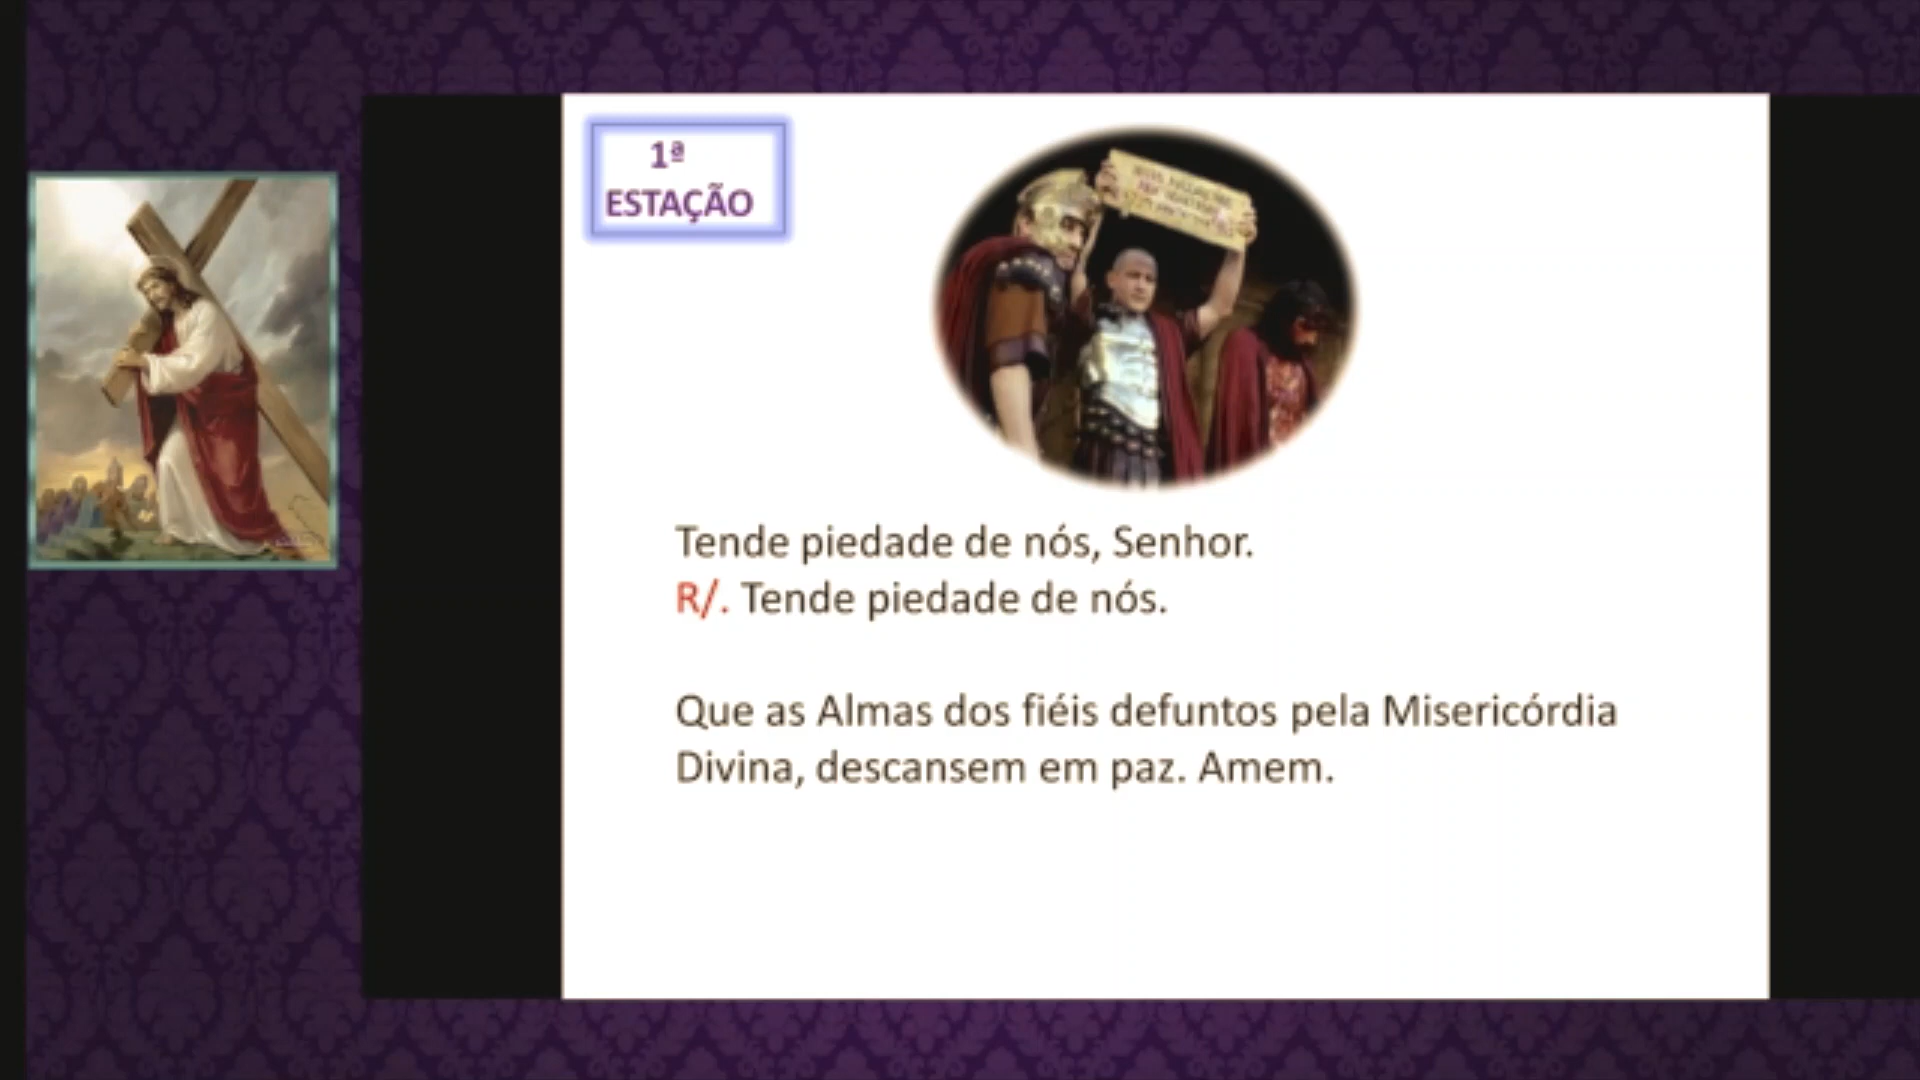 1ª
ESTAÇÃO
Tende piedade de nós, Senhor.
R/. Tende piedade de nós.
Que as Almas dos fiéis defuntos pela Misericórdia
Divina, descansem em paz. Amem.